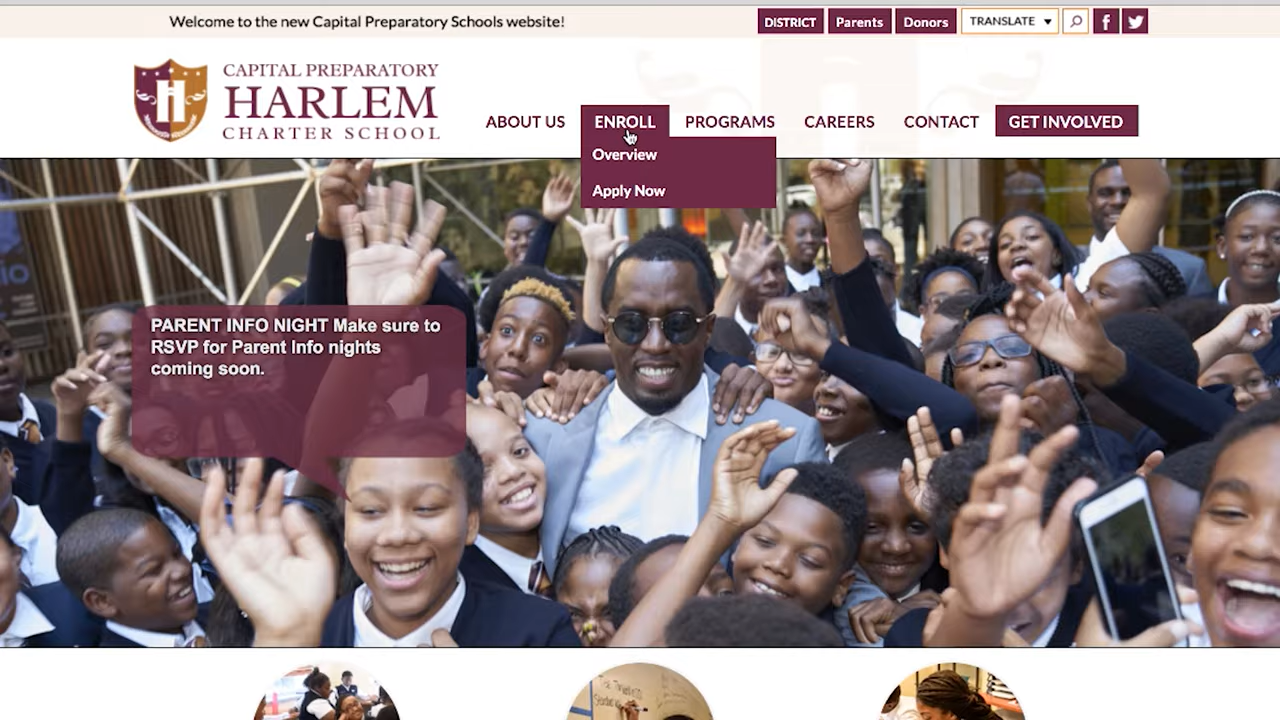 Welcome to the new Capital Preparatory Schools website!
DISTRICT
Parents
Donors
TRANSLATE
CAPITAL PREPARATORY
HARLEM
CHARTER SCHOOL
ABOUT US
ENROLL
PROGRAMS
CAREERS
CONTACT
GET INVOLVED
Overview
Apply Now
PARENT INFO NIGHT Make sure to
RSVP for Parent Info nights
coming soon.